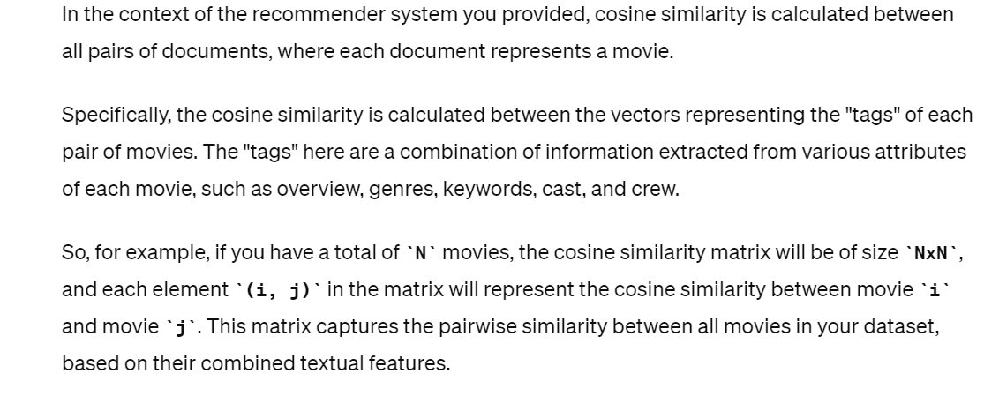 In the context of the recommender system you provided, cosine similarity is calculated between
all pairs of documents, where each document represents a movie.
Specifically, the cosine similarity is calculated between the vectors representing the "tags" of each
pair of movies. The "tags" here are a combination of information extracted from various attributes
of each movie, such as overview, genres, keywords, cast, and crew.
So, for example, if you have a total of `N` movies, the cosine similarity matrix will be of size `NxN`,
and each element `(i, j)` in the matrix will represent the cosine similarity between movie `i`
and movie `j`. This matrix captures the pairwise similarity between all movies in your dataset,
based on their combined textual features.